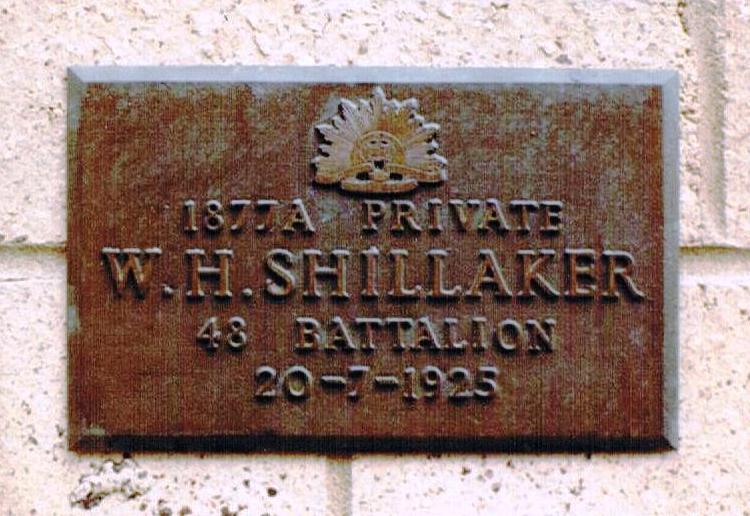 1877A PRIVATE
W.H.SHILLAKER
48 BATTALION
20-7-1925